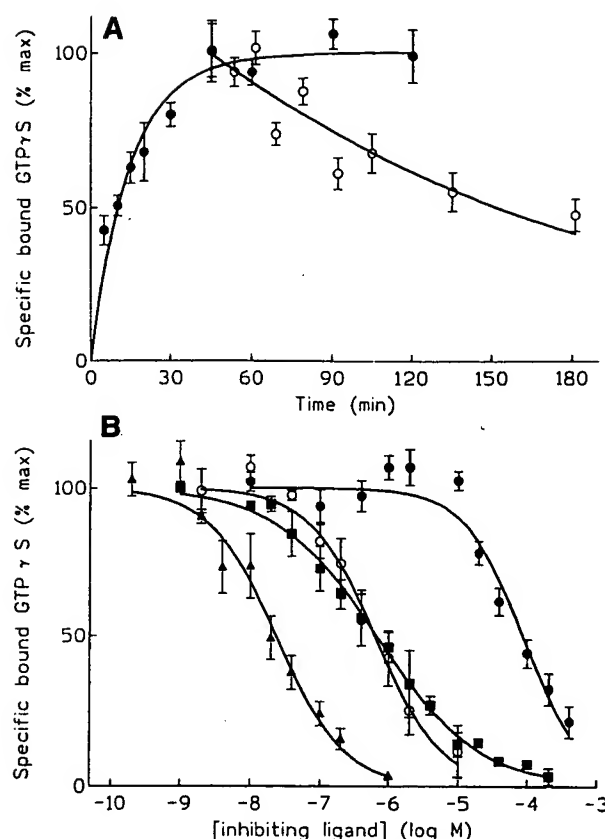 A
Specific bound GTPγS (% max)
100
50
0
0 30 60 90 120 150 180
Time (min)
B
Specific bound GTPγS (% max)
100
50
0
-10 -9 -8 -7 -6 -5 -4 -3
[inhibiting ligand] (log M)